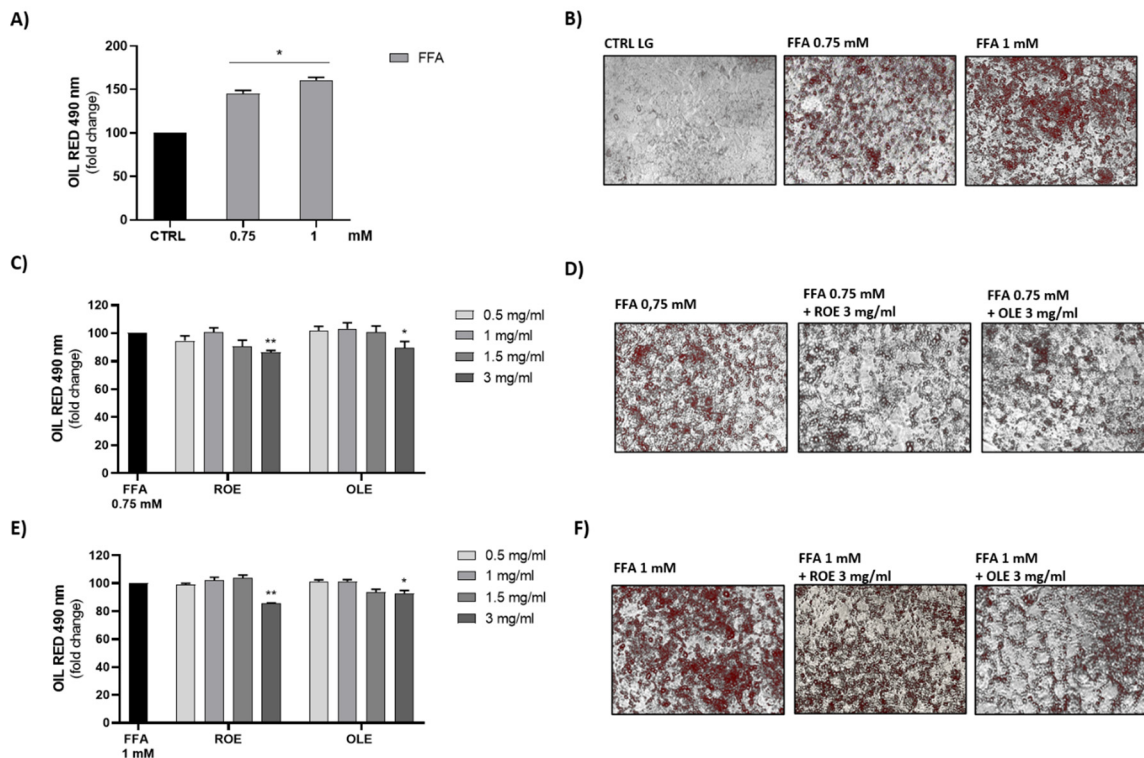 A)
OIL RED 490 nm
(fold change)
200
150
100
50
0
*
FFA
CTRL
0.75
1
mM
B)
CTRL LG
FFA 0.75 mM
FFA 1 mM
C)
OIL RED 490 nm
(fold change)
120
100
80
60
40
20
0
**
*
0.5 mg/ml
1 mg/ml
1.5 mg/ml
3 mg/ml
FFA
0.75 mM
ROE
OLE
D)
FFA 0,75 mM
FFA 0.75 mM
+ ROE 3 mg/ml
FFA 0.75 mM
+ OLE 3 mg/ml
E)
OIL RED 490 nm
(fold change)
120
100
80
60
40
20
0
**
*
0.5 mg/ml
1 mg/ml
1.5 mg/ml
3 mg/ml
FFA
1 mM
ROE
OLE
F)
FFA 1 mM
FFA 1 mM
+ ROE 3 mg/ml
FFA 1 mM
+ OLE 3 mg/ml